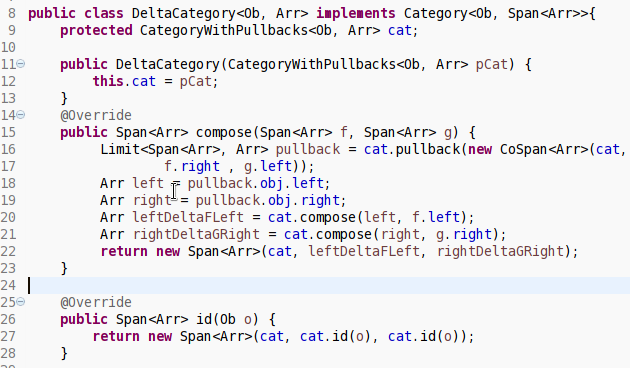 8 public class DeltaCategory<Ob, Arr> implements Category<Ob, Span<Arr>>{
9 protected CategoryWithPullbacks<Ob, Arr> cat;
10
11 public DeltaCategory(CategoryWithPullbacks<Ob, Arr> pCat) {
12 this.cat = pCat;
13 }
14 @Override
15 public Span<Arr> compose(Span<Arr> f, Span<Arr> g) {
16 Limit<Span<Arr>, Arr> pullback = cat.pullback(new CoSpan<Arr>(cat,
17 f.right , g.left));
18 Arr left = pullback.obj.left;
19 Arr right = pullback.obj.right;
20 Arr leftDeltaFLeft = cat.compose(left, f.left);
21 Arr rightDeltaGRight = cat.compose(right, g.right);
22 return new Span<Arr>(cat, leftDeltaFLeft, rightDeltaGRight);
23 }
24
25 @Override
26 public Span<Arr> id(Ob o) {
27 return new Span<Arr>(cat, cat.id(o), cat.id(o));
28 }